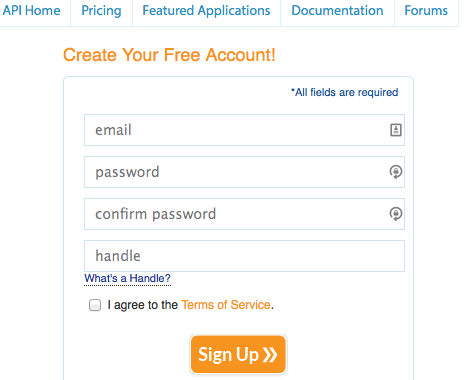 API Home Pricing Featured Applications Documentation Forums
Create Your Free Account!
*All fields are required
email
password
confirm password
handle
What's a Handle?
I agree to the Terms of Service.
Sign Up »